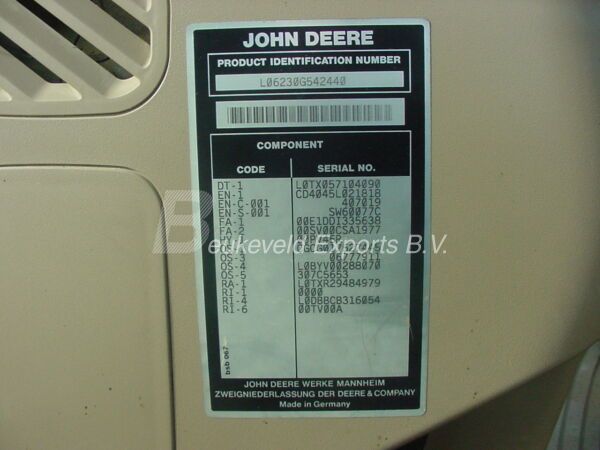 JOHN DEERE
PRODUCT IDENTIFICATION NUMBER
L06230G542440
COMPONENT
CODE SERIAL NO.
DT-1 L0TX057104090
EN-1 CD4045L021818
EN-C-001 407019
EN-S-001 SW60077C
FA-1 00E1DDI335638
FA-2 00SV00CSA1977
Beukeveld Exports B.V.
OS-3 06777911
OS-4 L0BYV00288070
OS-5 307C5653
RA-1 L0TXR29484979
RI-1 0000
RI-4 L0DBBCB316054
RI-6 00TV00A
JOHN DEERE WERKE MANNHEIM
ZWEIGNIEDERLASSUNG DER DEERE & COMPANY
Made in Germany